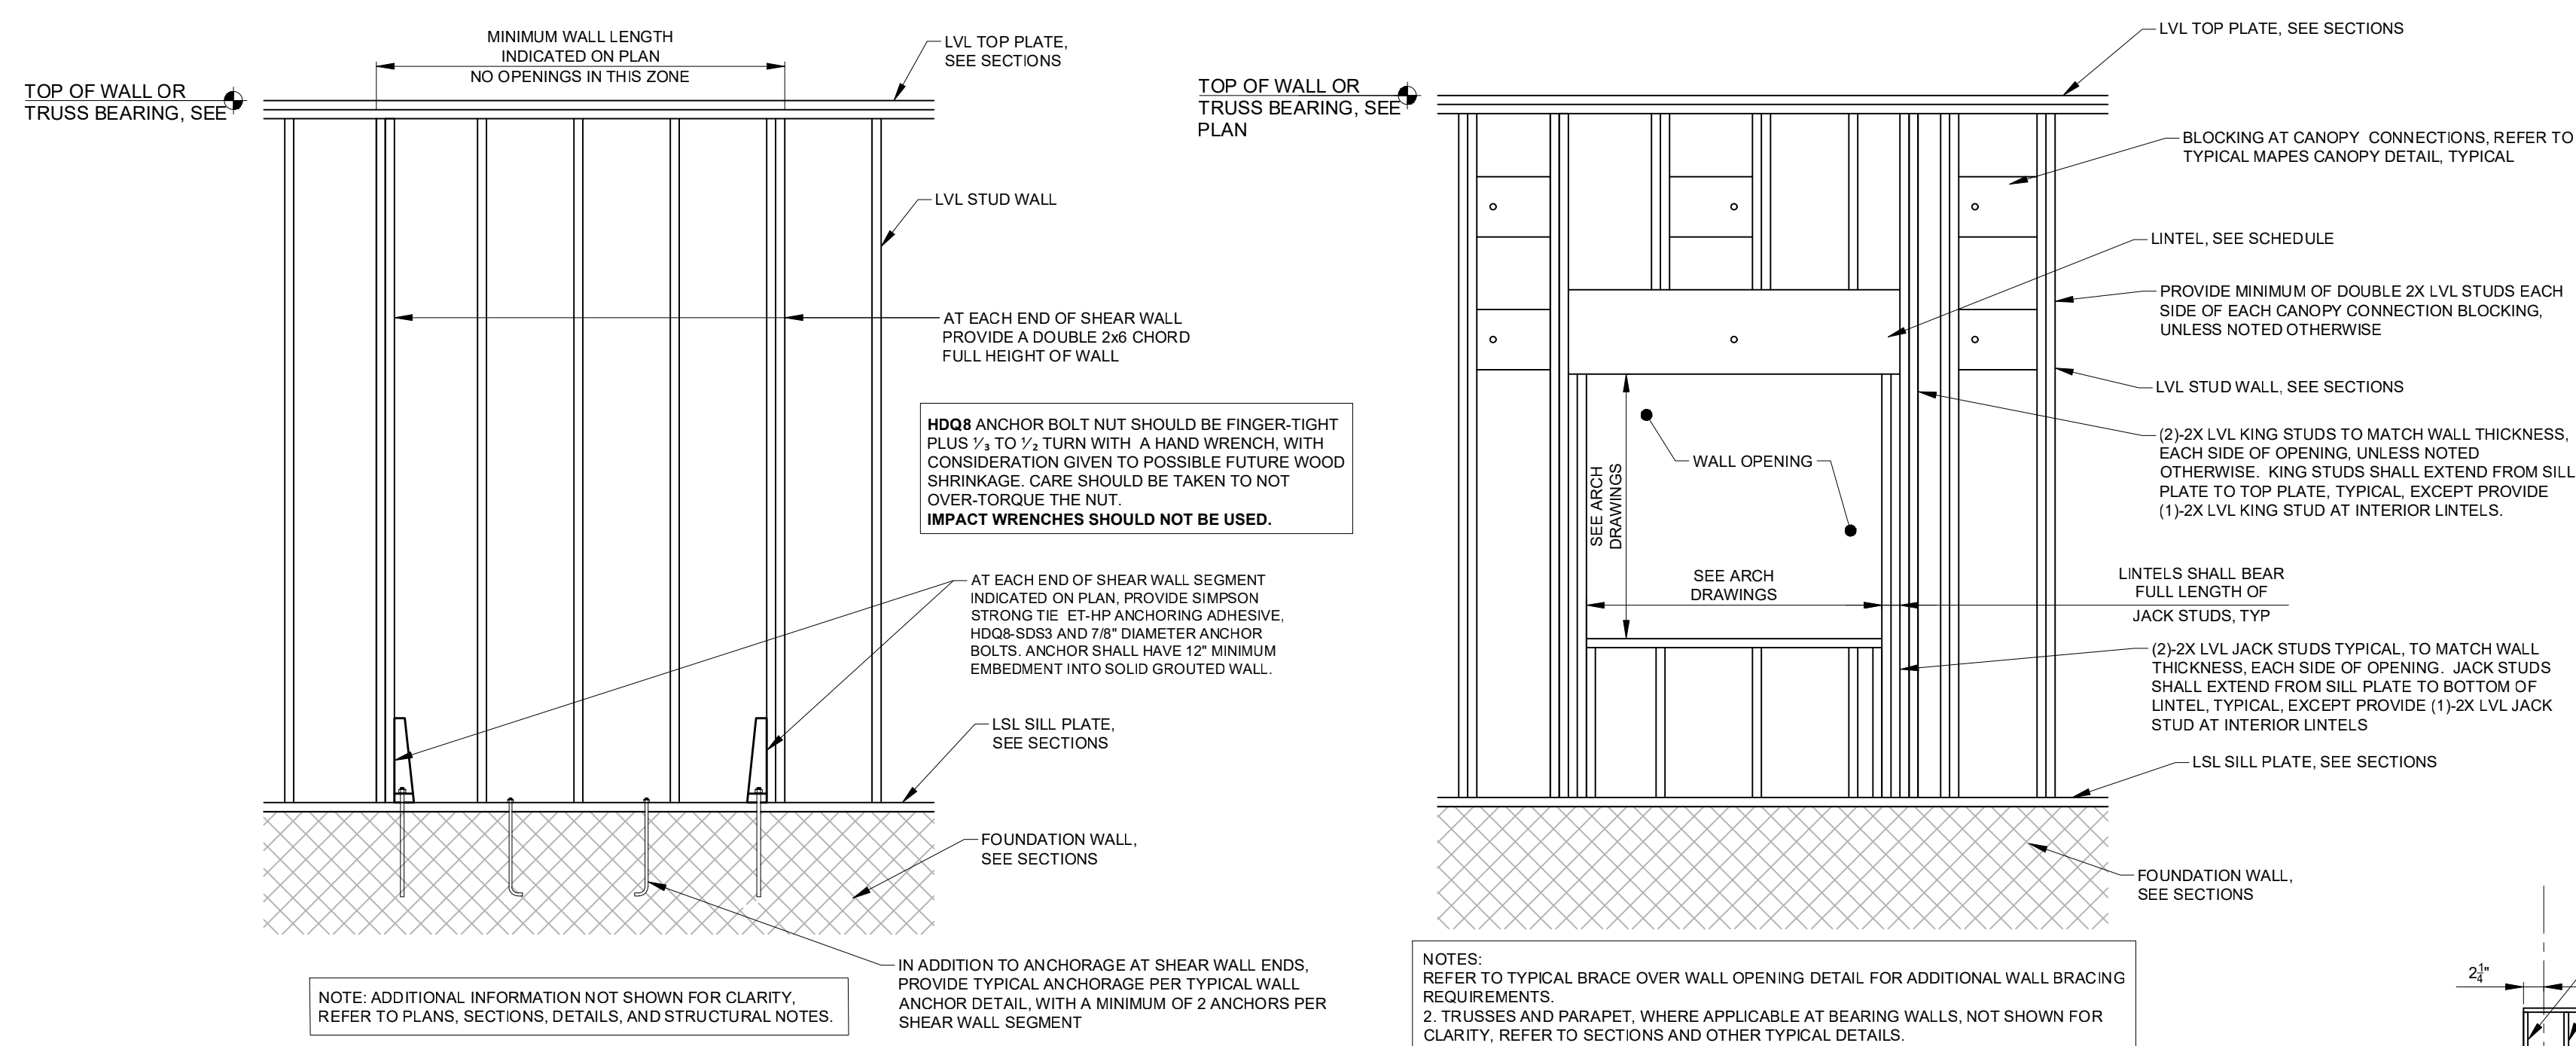 MINIMUM WALL LENGTH
INDICATED ON PLAN
NO OPENINGS IN THIS ZONE
LVL TOP PLATE,
SEE SECTIONS
TOP OF WALL OR
TRUSS BEARING, SEE
LVL STUD WALL
AT EACH END OF SHEAR WALL
PROVIDE A DOUBLE 2x6 CHORD
FULL HEIGHT OF WALL
HDQ8 ANCHOR BOLT NUT SHOULD BE FINGER-TIGHT
PLUS 1/3 TO 1/2 TURN WITH A HAND WRENCH, WITH
CONSIDERATION GIVEN TO POSSIBLE FUTURE WOOD
SHRINKAGE. CARE SHOULD BE TAKEN TO NOT
OVER-TORQUE THE NUT.
IMPACT WRENCHES SHOULD NOT BE USED.
AT EACH END OF SHEAR WALL SEGMENT
INDICATED ON PLAN, PROVIDE SIMPSON
STRONG TIE ET-HP ANCHORING ADHESIVE,
HDQ8-SDS3 AND 7/8" DIAMETER ANCHOR
BOLTS. ANCHOR SHALL HAVE 12" MINIMUM
EMBEDMENT INTO SOLID GROUTED WALL.
LSL SILL PLATE,
SEE SECTIONS
FOUNDATION WALL,
SEE SECTIONS
IN ADDITION TO ANCHORAGE AT SHEAR WALL ENDS,
PROVIDE TYPICAL ANCHORAGE PER TYPICAL WALL
ANCHOR DETAIL, WITH A MINIMUM OF 2 ANCHORS PER
SHEAR WALL SEGMENT
NOTE: ADDITIONAL INFORMATION NOT SHOWN FOR CLARITY,
REFER TO PLANS, SECTIONS, DETAILS, AND STRUCTURAL NOTES.
TOP OF WALL OR
TRUSS BEARING, SEE
PLAN
LVL TOP PLATE, SEE SECTIONS
BLOCKING AT CANOPY CONNECTIONS, REFER TO
TYPICAL MAPES CANOPY DETAIL, TYPICAL
LINTEL, SEE SCHEDULE
PROVIDE MINIMUM OF DOUBLE 2X LVL STUDS EACH
SIDE OF EACH CANOPY CONNECTION BLOCKING,
UNLESS NOTED OTHERWISE
LVL STUD WALL, SEE SECTIONS
(2)-2X LVL KING STUDS TO MATCH WALL THICKNESS,
EACH SIDE OF OPENING, UNLESS NOTED
OTHERWISE. KING STUDS SHALL EXTEND FROM SILL
PLATE TO TOP PLATE, TYPICAL, EXCEPT PROVIDE
(1)-2X LVL KING STUD AT INTERIOR LINTELS.
WALL OPENING
SEE ARCH
DRAWINGS
SEE ARCH
DRAWINGS
LINTELS SHALL BEAR
FULL LENGTH OF
JACK STUDS, TYP
(2)-2X LVL JACK STUDS TYPICAL, TO MATCH WALL
THICKNESS, EACH SIDE OF OPENING. JACK STUDS
SHALL EXTEND FROM SILL PLATE TO BOTTOM OF
LINTEL, TYPICAL, EXCEPT PROVIDE (1)-2X LVL JACK
STUD AT INTERIOR LINTELS
LSL SILL PLATE, SEE SECTIONS
FOUNDATION WALL,
SEE SECTIONS
NOTES:
REFER TO TYPICAL BRACE OVER WALL OPENING DETAIL FOR ADDITIONAL WALL BRACING
REQUIREMENTS.
2. TRUSSES AND PARAPET, WHERE APPLICABLE AT BEARING WALLS, NOT SHOWN FOR
CLARITY, REFER TO SECTIONS AND OTHER TYPICAL DETAILS.
2 1/4"